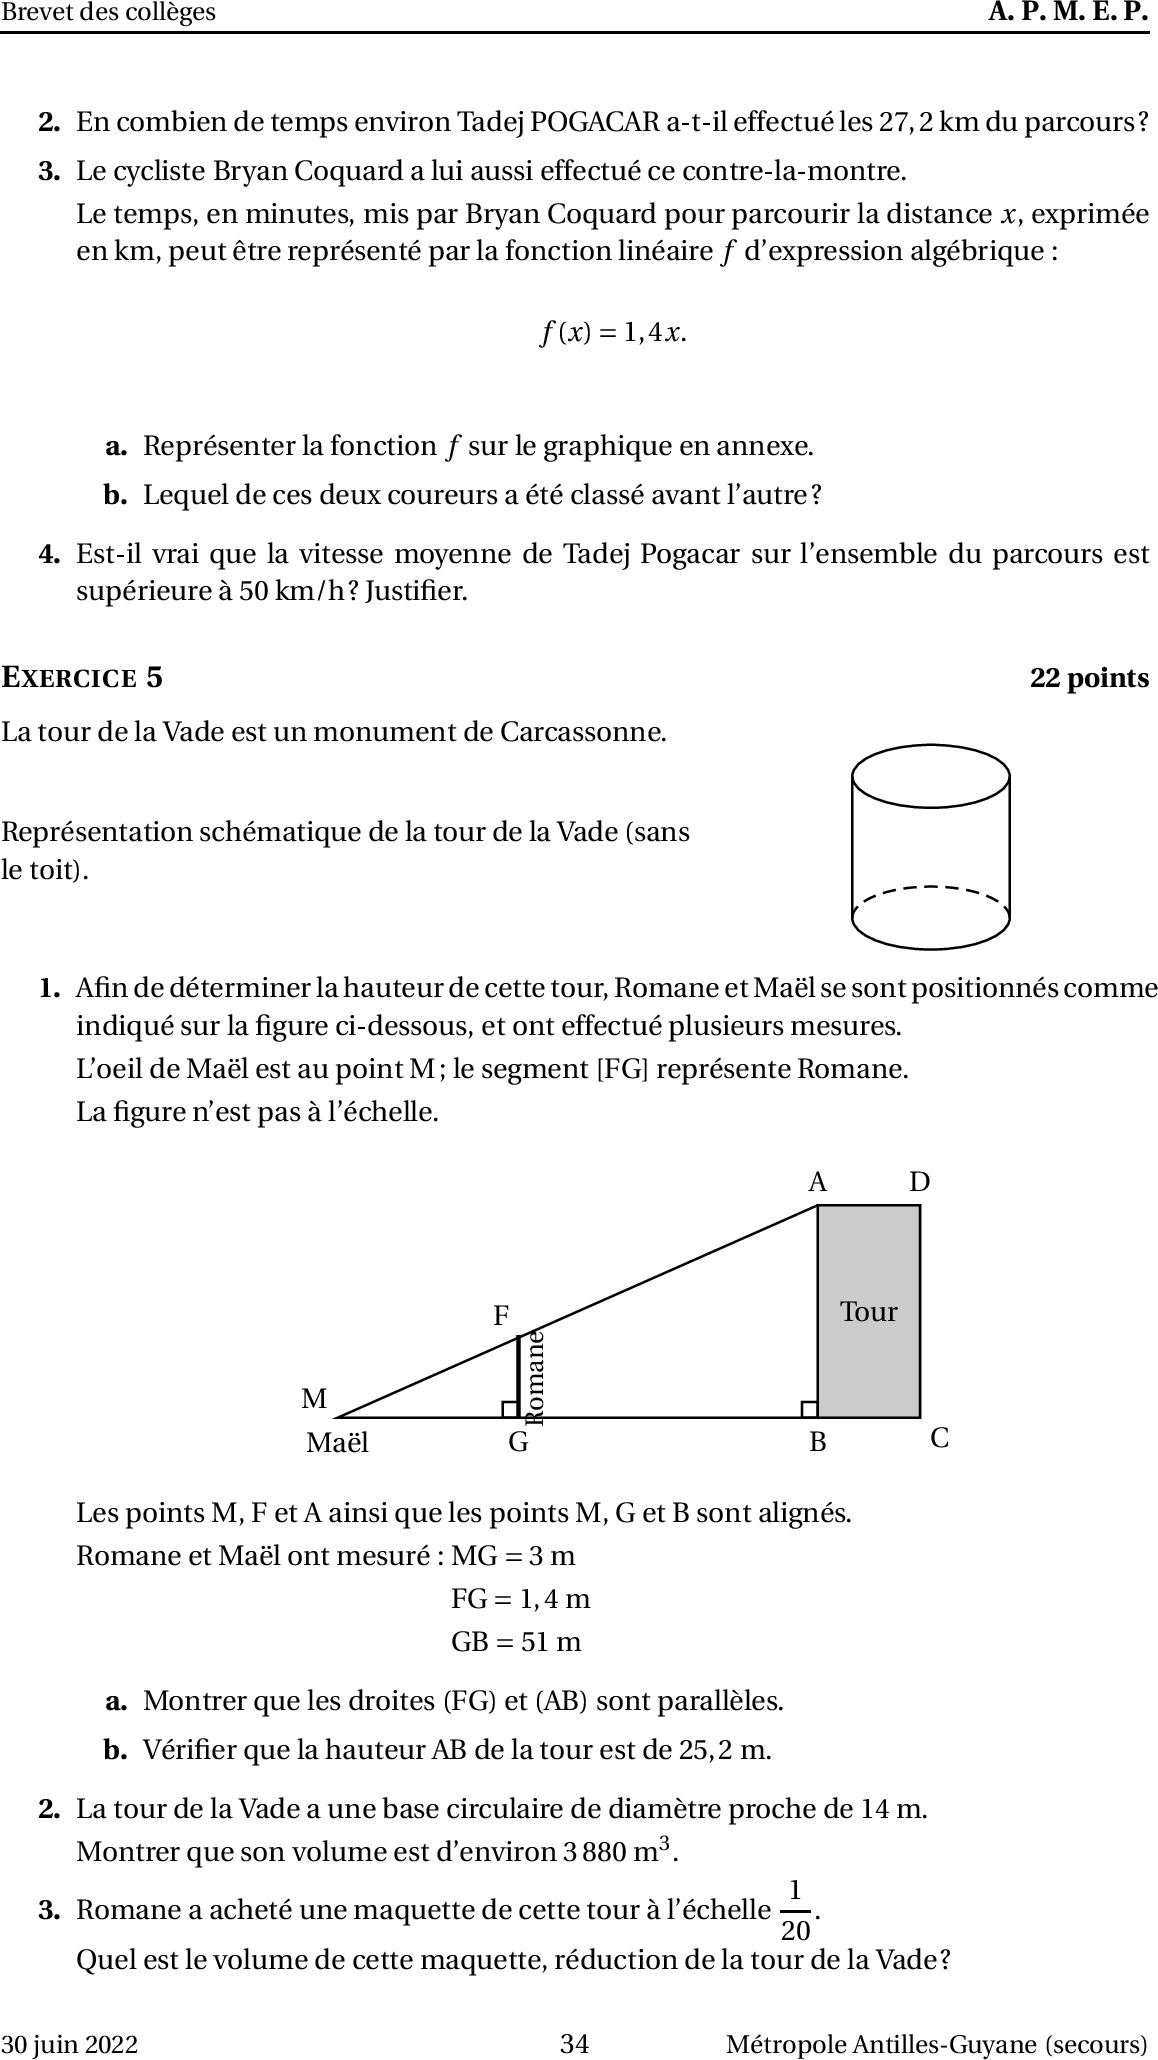 Brevet des collèges A. P. M. E. P.
2. En combien de temps environ Tadej POGACAR a-t-il effectué les 27,2 km du parcours?
3. Le cycliste Bryan Coquard a lui aussi effectué ce contre-la-montre.
Le temps, en minutes, mis par Bryan Coquard pour parcourir la distance x, exprimée
en km, peut être représenté par la fonction linéaire f d'expression algébrique :
f(x) = 1,4x.
a. Représenter la fonction f sur le graphique en annexe.
b. Lequel de ces deux coureurs a été classé avant l'autre?
4. Est-il vrai que la vitesse moyenne de Tadej Pogacar sur l'ensemble du parcours est
supérieure à 50 km/h? Justifier.
EXERCICE 5 22 points
La tour de la Vade est un monument de Carcassonne.
Représentation schématique de la tour de la Vade (sans
le toit).
1. Afin de déterminer la hauteur de cette tour, Romane et Maël se sont positionnés comme
indiqué sur la figure ci-dessous, et ont effectué plusieurs mesures.
L'oeil de Maël est au point M; le segment [FG] représente Romane.
La figure n'est pas à l'échelle.
A D
Tour
F
Romane
M
Maël G B C
Les points M, F et A ainsi que les points M, G et B sont alignés.
Romane et Maël ont mesuré : MG = 3 m
FG = 1,4 m
GB = 51 m
a. Montrer que les droites (FG) et (AB) sont parallèles.
b. Vérifier que la hauteur AB de la tour est de 25,2 m.
2. La tour de la Vade a une base circulaire de diamètre proche de 14 m.
Montrer que son volume est d'environ 3 880 m³.
3. Romane a acheté une maquette de cette tour à l'échelle 1/20.
Quel est le volume de cette maquette, réduction de la tour de la Vade?
30 juin 2022 34 Métropole Antilles-Guyane (secours)